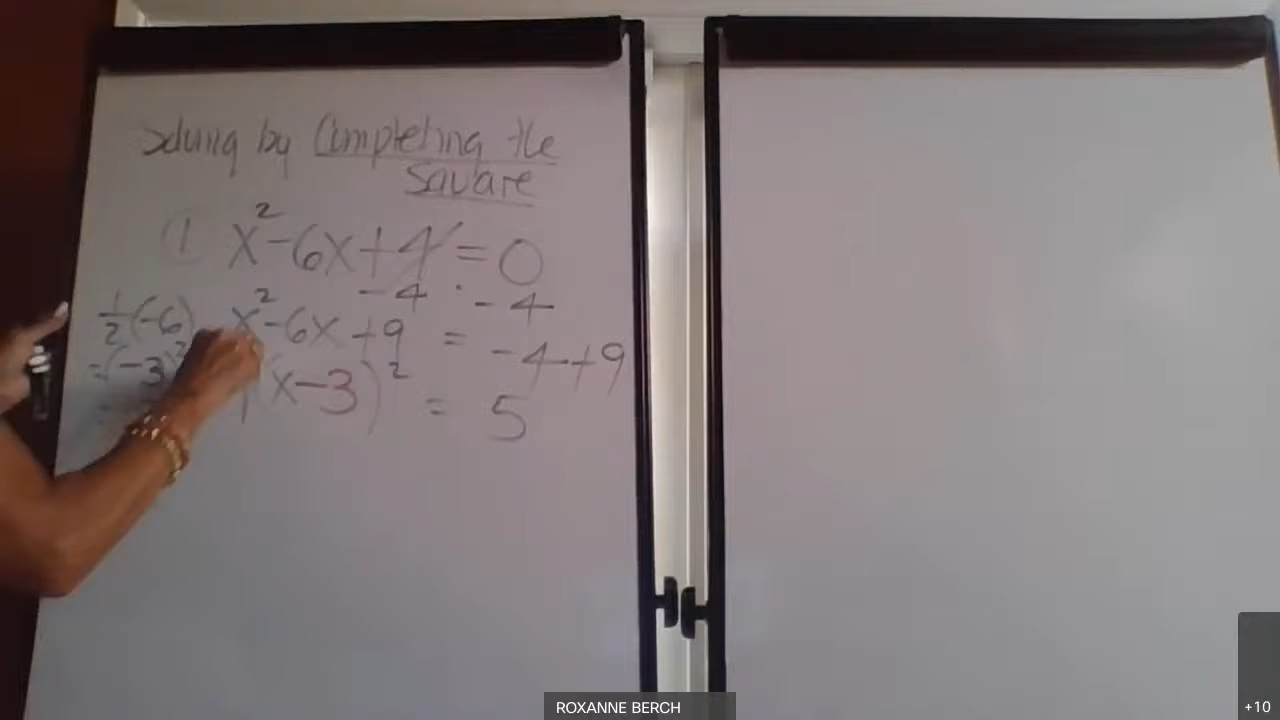 Solving by Completing the
Square
(1 x² - 6x + 4 = 0
- 4 - 4
1/2 (-6) x² - 6x + 9 = - 4 + 9
= (-3)² (x - 3)² = 5
ROXANNE BERCH
+10